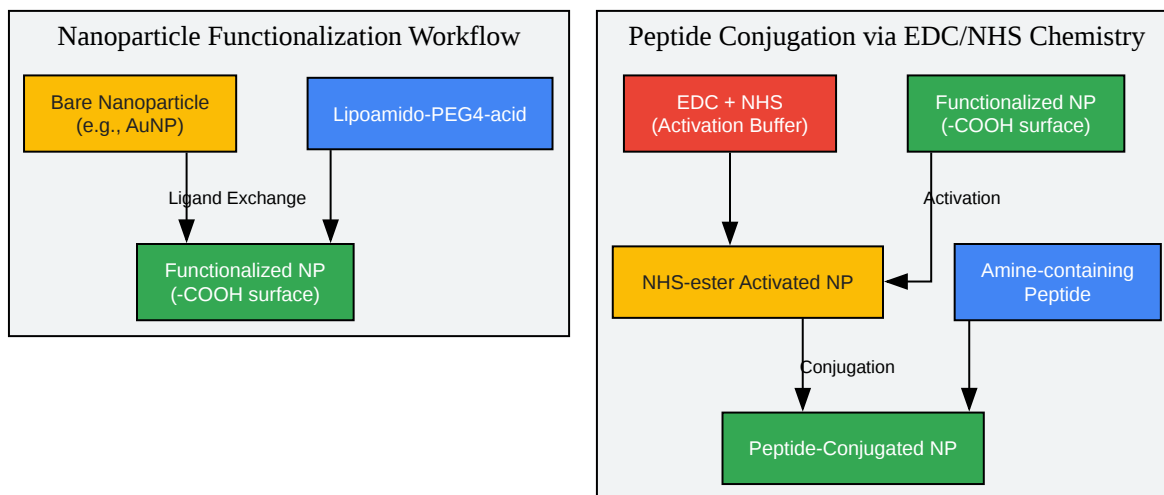 Nanoparticle Functionalization Workflow
Bare Nanoparticle
(e.g., AuNP)
Lipoamido-PEG4-acid
Ligand Exchange
Functionalized NP
(-COOH surface)
Peptide Conjugation via EDC/NHS Chemistry
EDC + NHS
(Activation Buffer)
Functionalized NP
(-COOH surface)
Activation
NHS-ester Activated NP
Amine-containing
Peptide
Conjugation
Peptide-Conjugated NP